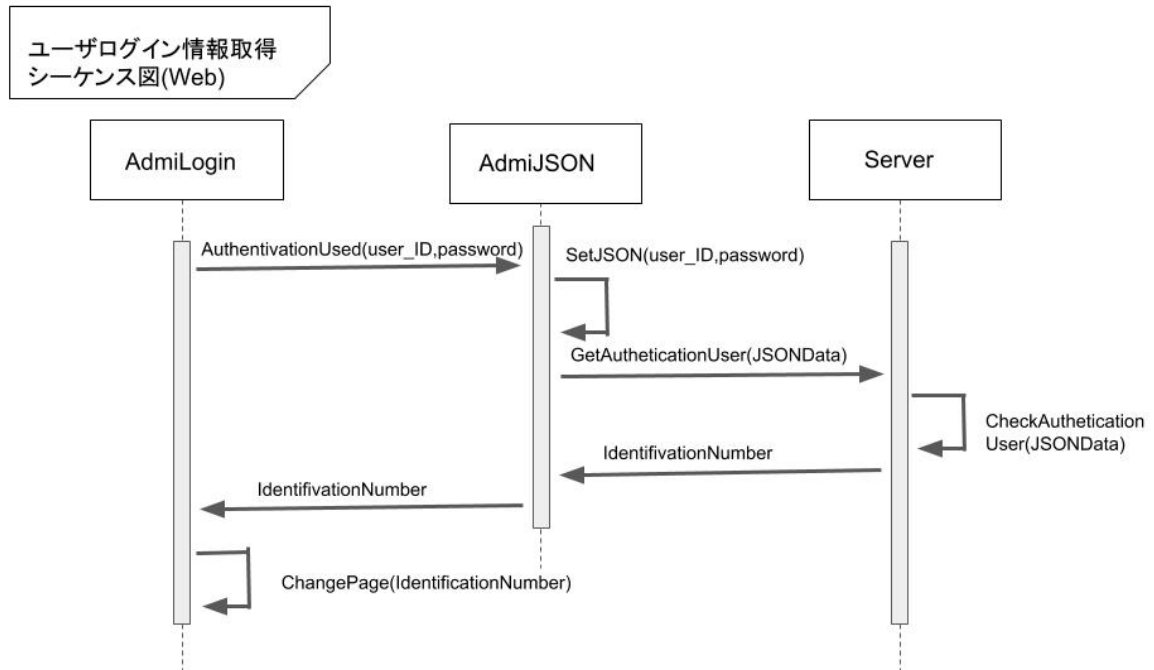 ユーザログイン情報取得
シーケンス図(Web)
AdmiLogin
AdmiJSON
Server
AuthentivationUsed(user_ID,password)
SetJSON(user_ID,password)
GetAutheticationUser(JSONData)
CheckAuthetication
User(JSONData)
IdentifivationNumber
IdentifivationNumber
ChangePage(IdentificationNumber)